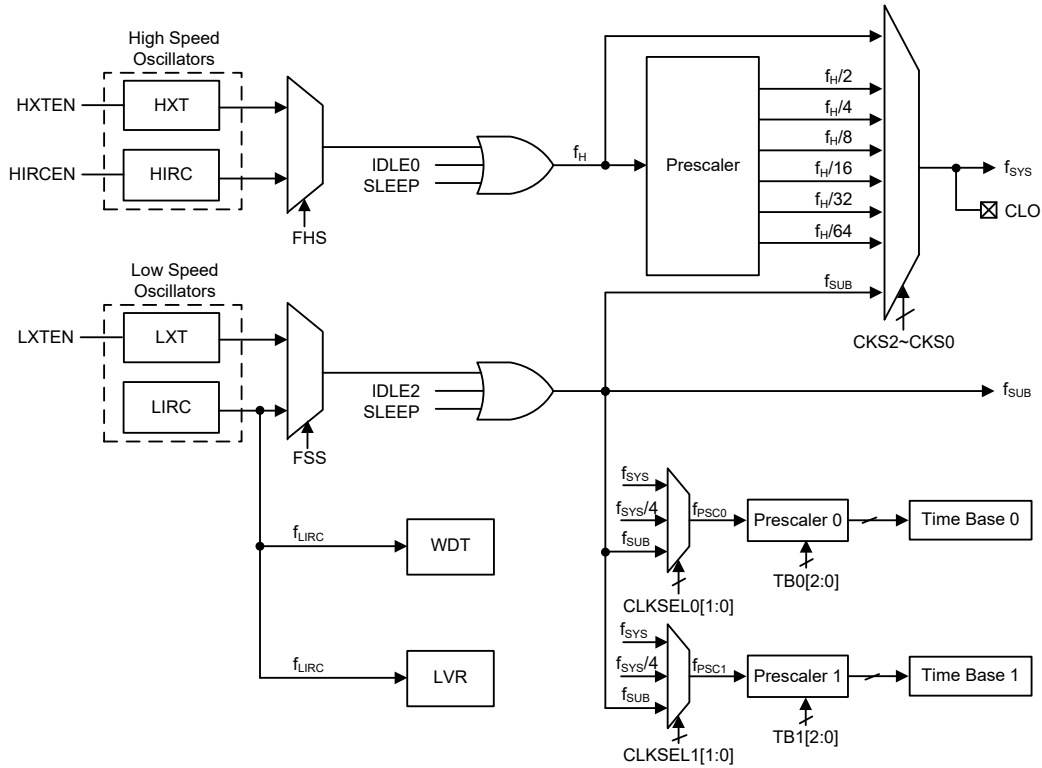 High Speed
Oscillators
HXTEN
HXT
HIRCEN
HIRC
FHS
IDLE0
SLEEP
fH
Prescaler
fH/2
fH/4
fH/8
fH/16
fH/32
fH/64
fSUB
CKS2~CKS0
fSYS
CLO
Low Speed
Oscillators
LXTEN
LXT
LIRC
FSS
IDLE2
SLEEP
fSUB
fLIRC
WDT
fLIRC
LVR
fSYS
fSYS/4
fSUB
fPSC0
Prescaler 0
Time Base 0
TB0[2:0]
CLKSEL0[1:0]
fSYS
fSYS/4
fSUB
fPSC1
Prescaler 1
Time Base 1
TB1[2:0]
CLKSEL1[1:0]